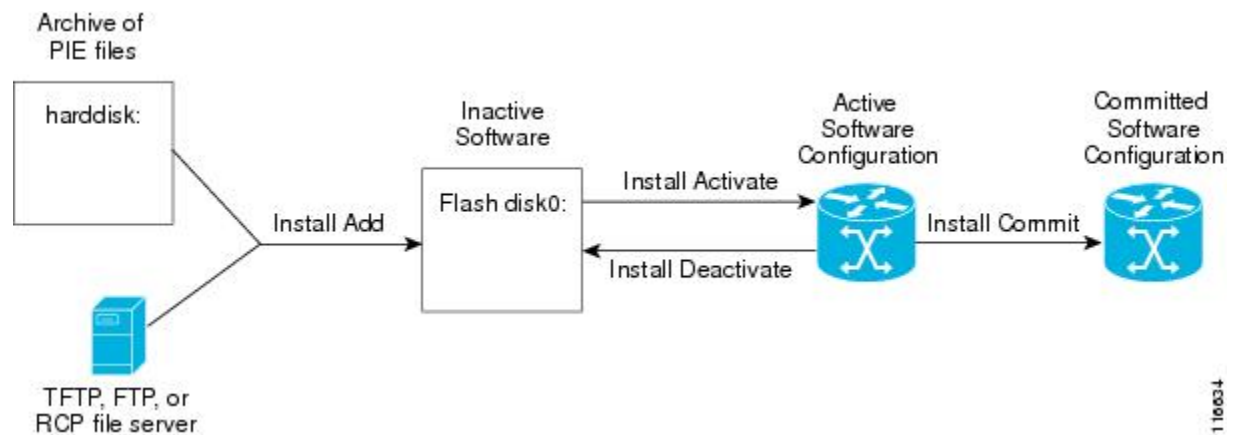 Archive of
PIE files
harddisk:
TFTP, FTP, or
RCP file server
Install Add
Inactive
Software
Flash disk0:
Install Activate
Install Deactivate
Active
Software
Configuration
Install Commit
Committed
Software
Configuration
116634